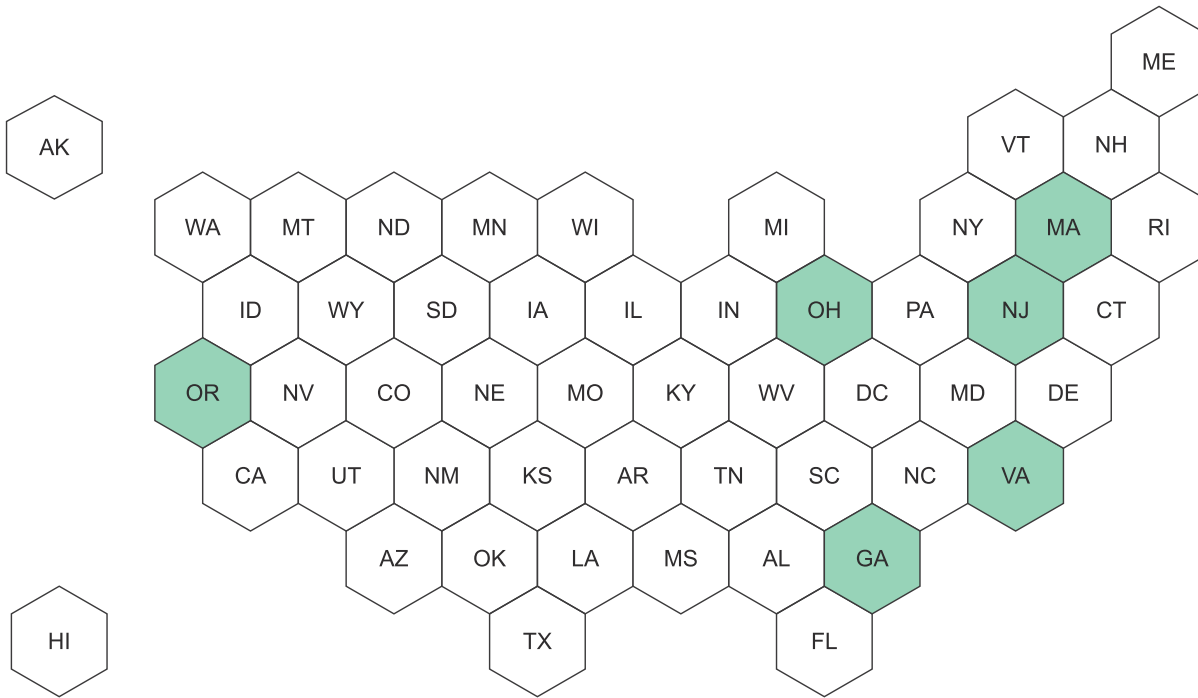 ME
AK
VT NH
WA MT ND MN WI MI NY MA RI
ID WY SD IA IL IN OH PA NJ CT
OR NV CO NE MO KY WV DC MD DE
CA UT NM KS AR TN SC NC VA
AZ OK LA MS AL GA
HI
TX FL